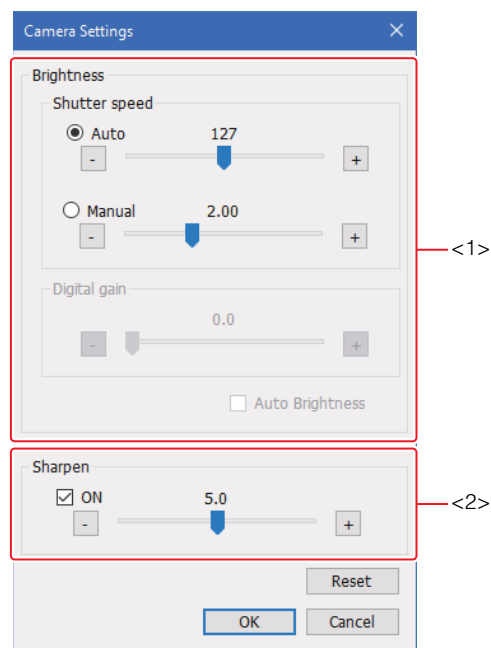 Camera Settings
Brightness
Shutter speed
Auto 127
- +
Manual 2.00
- +
<1>
Digital gain
0.0
- +
Auto Brightness
Sharpen
ON 5.0
<2>
- +
Reset
OK Cancel